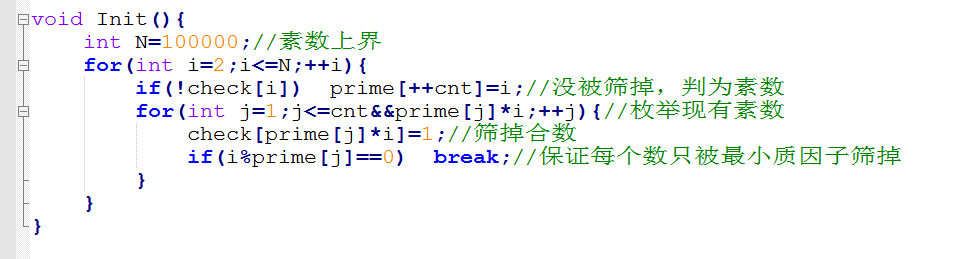 void Init(){
    int N=100000;//素数上界
    for(int i=2;i<=N;++i){
        if(!check[i])  prime[++cnt]=i;//没被筛掉，判为素数
        for(int j=1;j<=cnt&&prime[j]*i;++j){//枚举现有素数
            check[prime[j]*i]=1;//筛掉合数
            if(i%prime[j]==0)  break;//保证每个数只被最小质因子筛掉
        }
    }
}